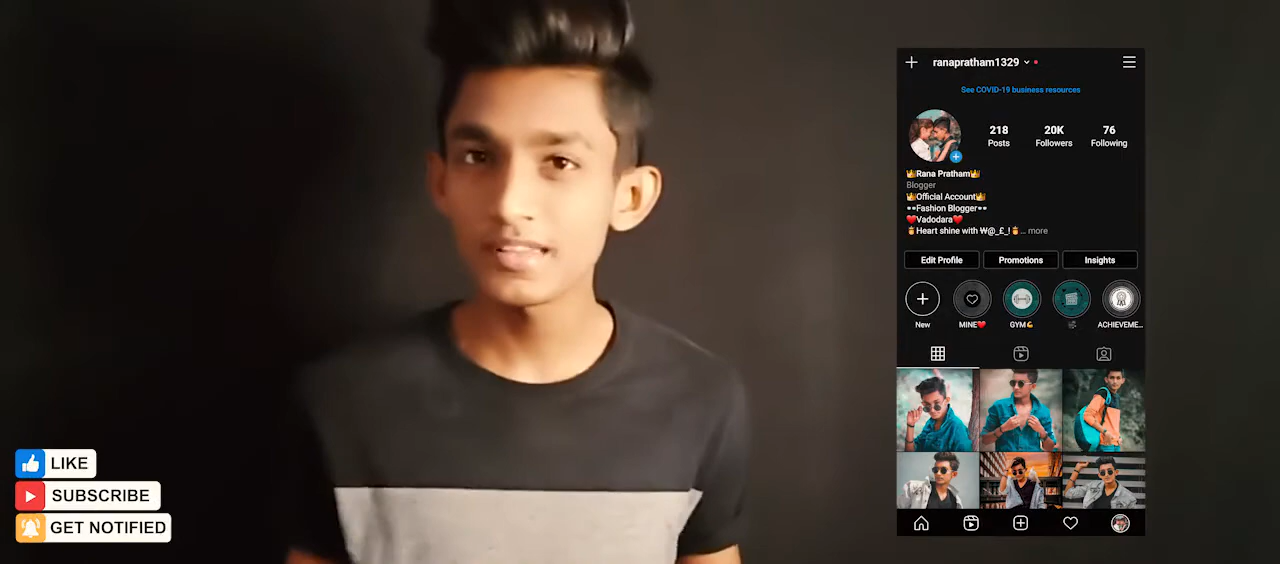 ranapratham1329
See COVID-19 business resources
218 20K 76
Posts Followers Following
👑Rana Pratham👑
Blogger
👑Official Account👑
👓Fashion Blogger👓
❤️Vadodara❤️
Heart shine with ₩@_£_! ... more
Edit Profile Promotions Insights
New MINE❤️ GYM💪 ACHIEVEME...
LIKE
SUBSCRIBE
GET NOTIFIED